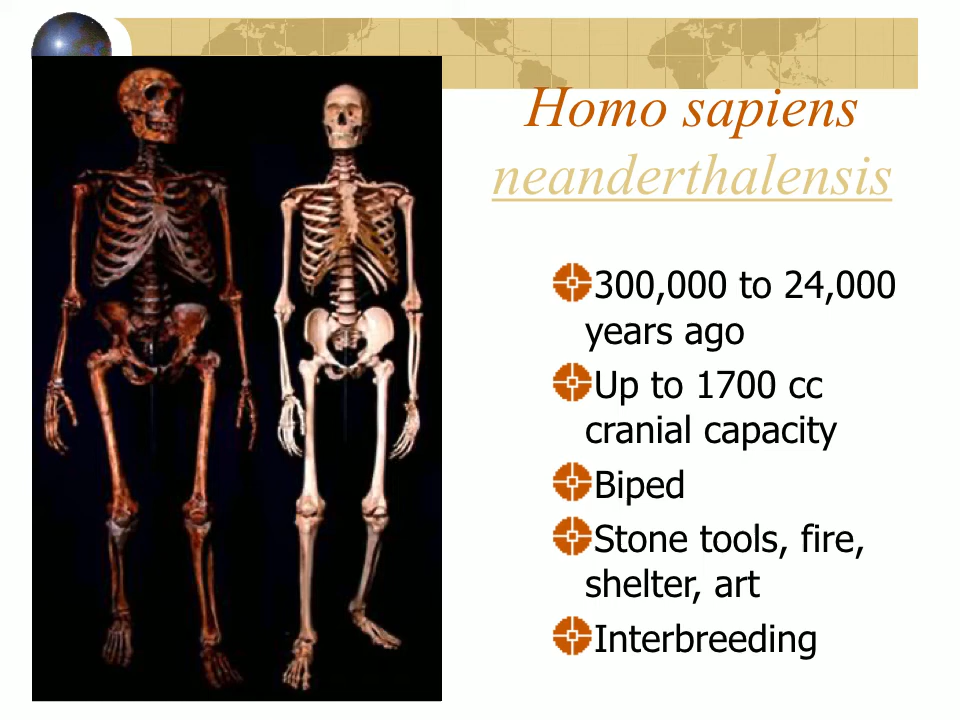 Homo sapiens
neanderthalensis
300,000 to 24,000
years ago
Up to 1700 cc
cranial capacity
Biped
Stone tools, fire,
shelter, art
Interbreeding